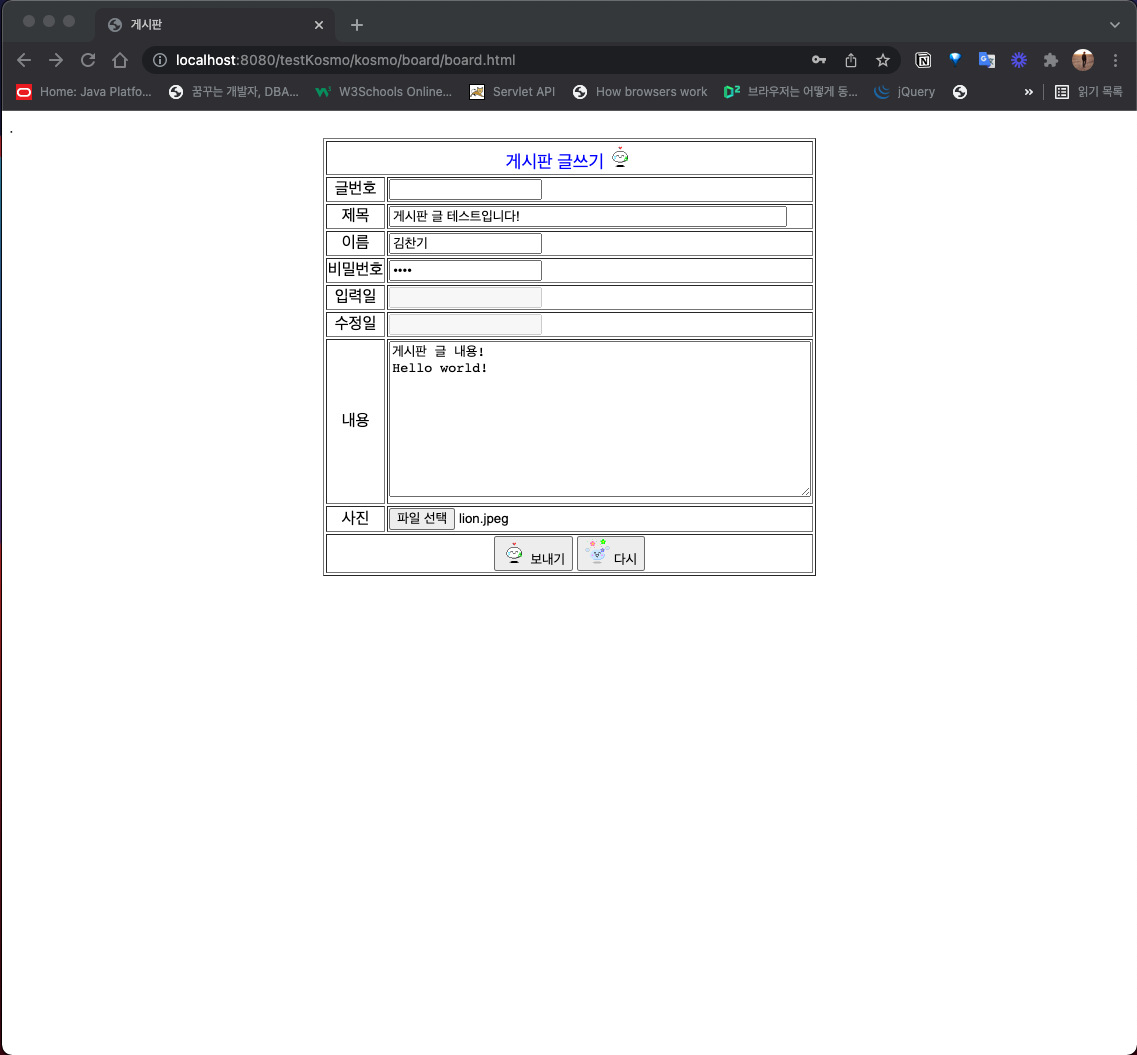 게시판
localhost:8080/testKosmo/kosmo/board/board.html
Home: Java Platfo... 꿈꾸는 개발자, DBA... W3Schools Online... Servlet API How browsers work 브라우저는 어떻게 동... jQuery » 읽기 목록
.
게시판 글쓰기
글번호
제목 게시판 글 테스트입니다!
이름 김찬기
비밀번호 ••••
입력일
수정일
내용 게시판 글 내용!
Hello world!
사진 파일 선택 lion.jpeg
보내기 다시